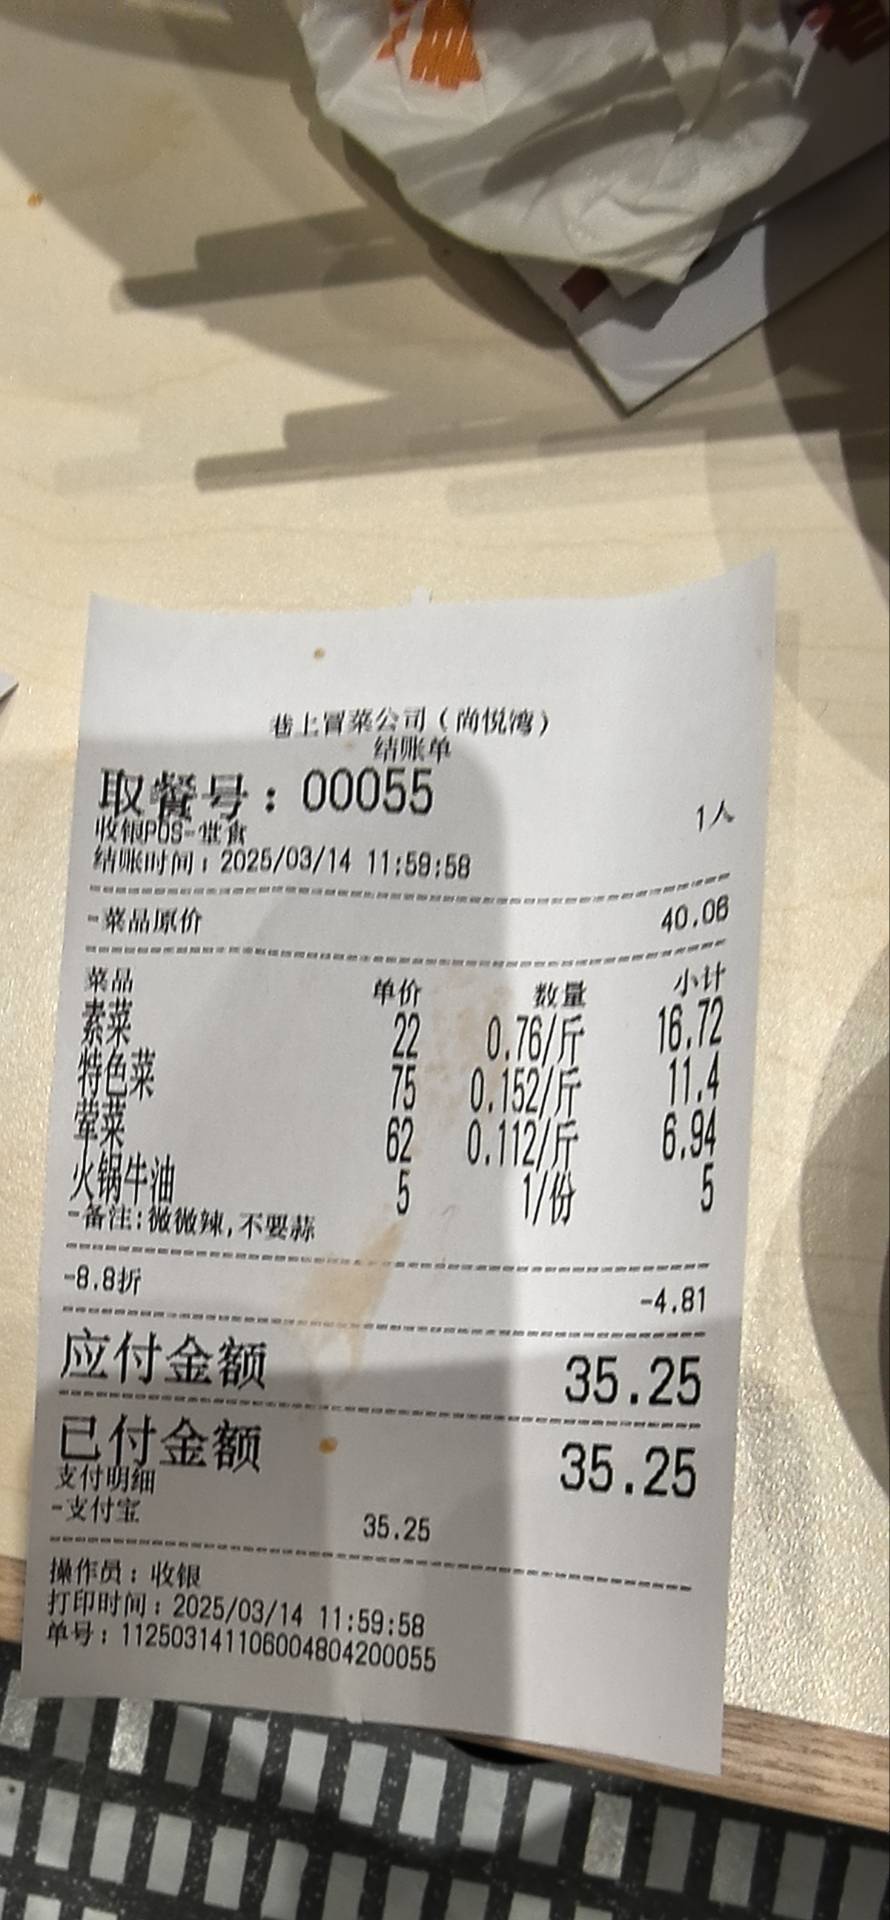 巷上冒菜公司（尚悦湾）
结账单
取餐号：00055
1人
收银POS-堂食
结账时间：2025/03/14 11:59:58
-菜品原价 40.06
菜品 单价 数量 小计
素菜 22 0.76/斤 16.72
特色菜 75 0.152/斤 11.4
荤菜 62 0.112/斤 6.94
火锅牛油 5 1/份 5
-备注:微微辣,不要蒜
-8.8折 -4.81
应付金额 35.25
已付金额 35.25
支付明细
-支付宝 35.25
操作员：收银
打印时间：2025/03/14 11:59:58
单号：112503141106004804200055